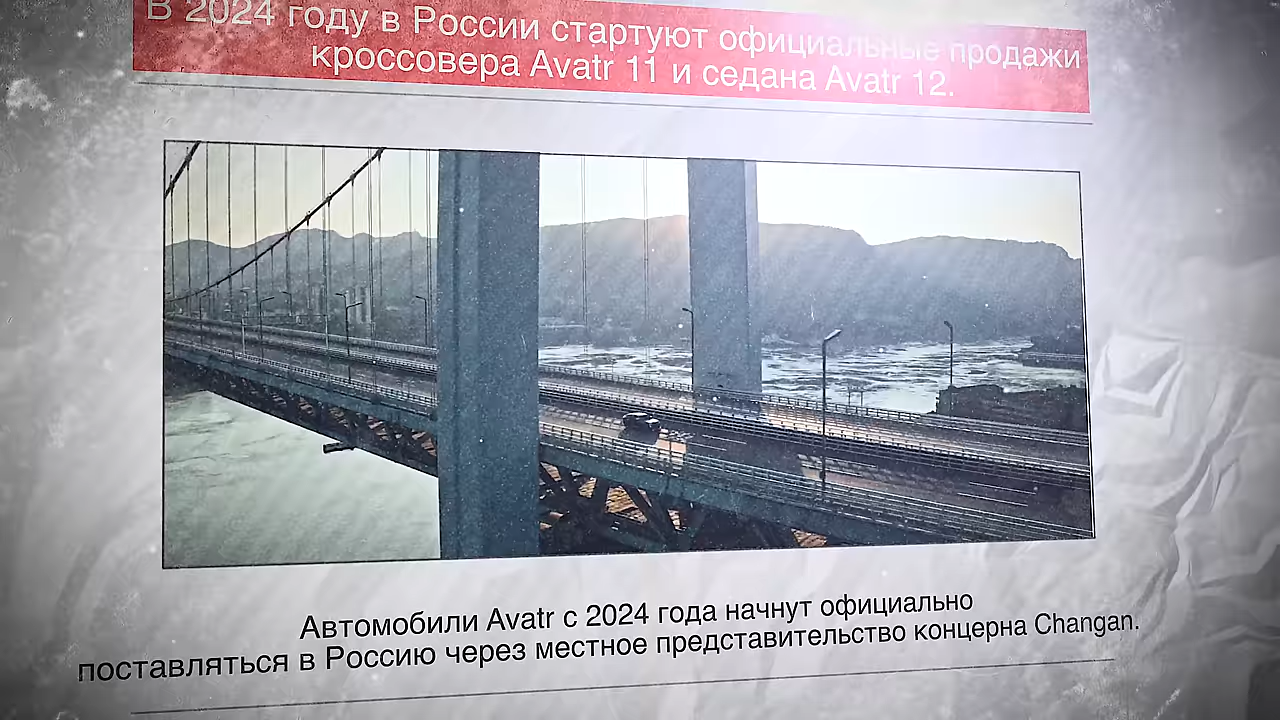 В 2024 году в России стартуют официальные продажи
кроссовера Avatr 11 и седана Avatr 12.
Автомобили Avatr с 2024 года начнут официально
поставляться в Россию через местное представительство концерна Changan.